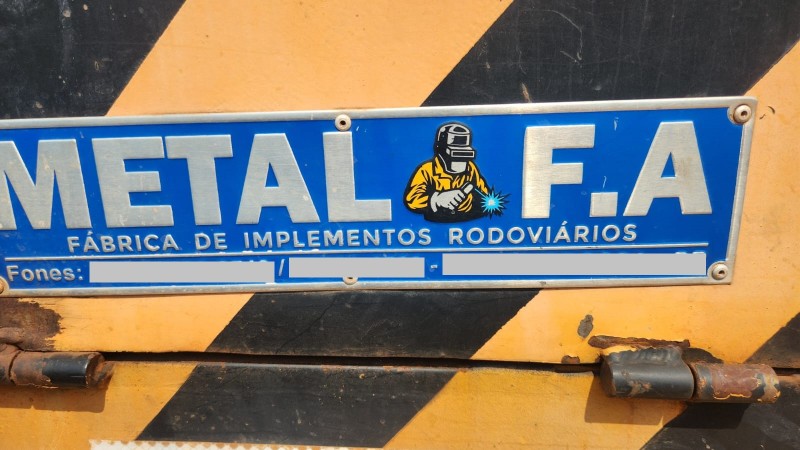 METAL F.A
FÁBRICA DE IMPLEMENTOS RODOVIÁRIOS
Fones: / -